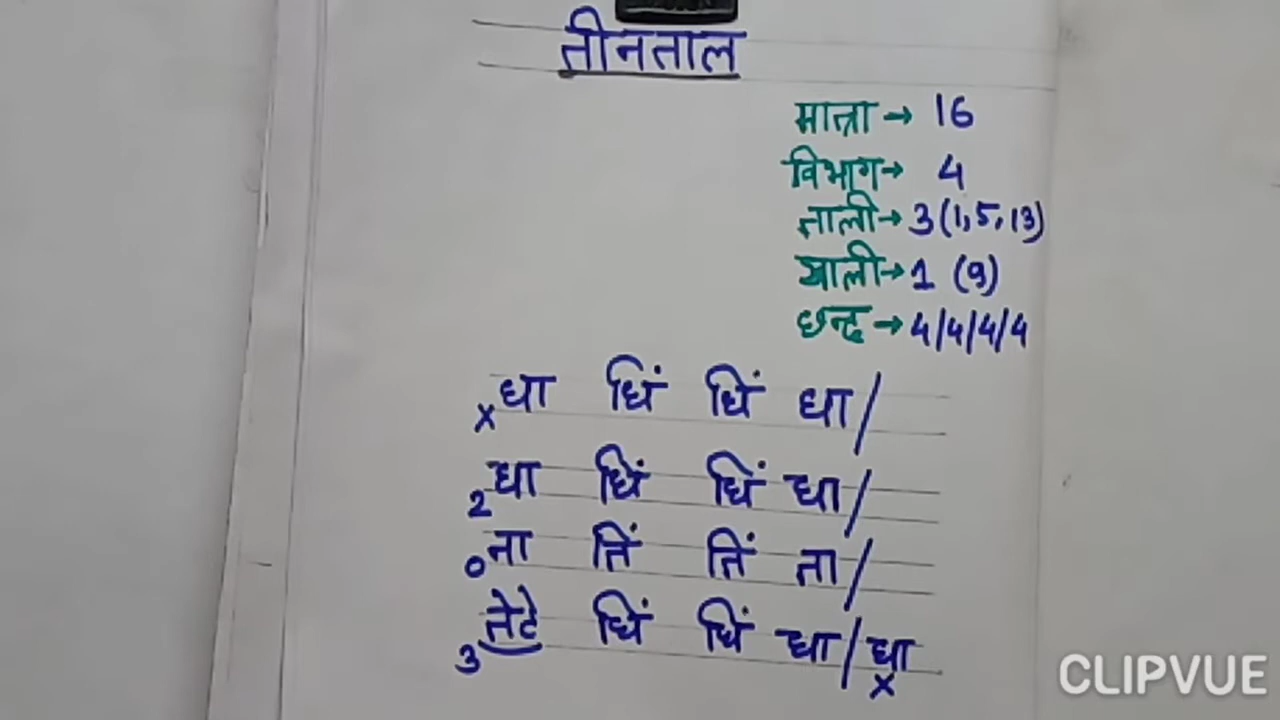 तीनताल
मात्रा → 16
विभाग → 4
ताली → 3 (1, 5, 13)
खाली → 1 (9)
छन्द → 4/4/4/4
x धा धिं धिं धा /
2 धा धिं धिं धा /
0 ना तिं तिं ता /
3 तेटे धिं धिं धा / धा
x
CLIPVUE